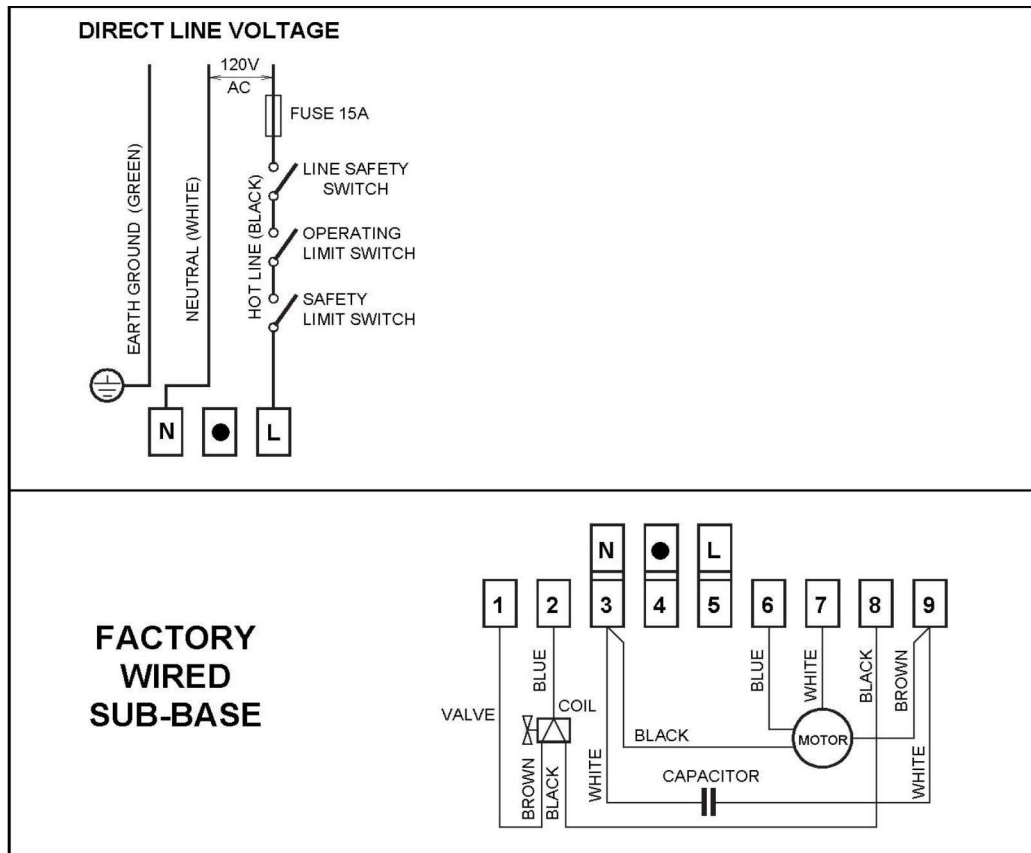 DIRECT LINE VOLTAGE
120V
AC
FUSE 15A
LINE SAFETY
SWITCH
OPERATING
LIMIT SWITCH
SAFETY
LIMIT SWITCH
EARTH GROUND (GREEN)
NEUTRAL (WHITE)
HOT LINE (BLACK)
N
L
FACTORY
WIRED
SUB-BASE
N
L
1
2
3
4
5
6
7
8
9
BLUE
BLUE
WHITE
BLACK
BROWN
VALVE
COIL
BLACK
MOTOR
BROWN
BLACK
WHITE
CAPACITOR
WHITE